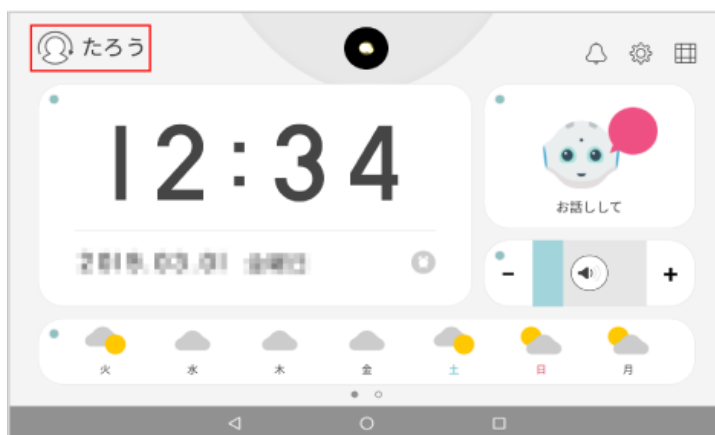 たろう
12:34
お話しして
- +
火 水 木 金 土 日 月